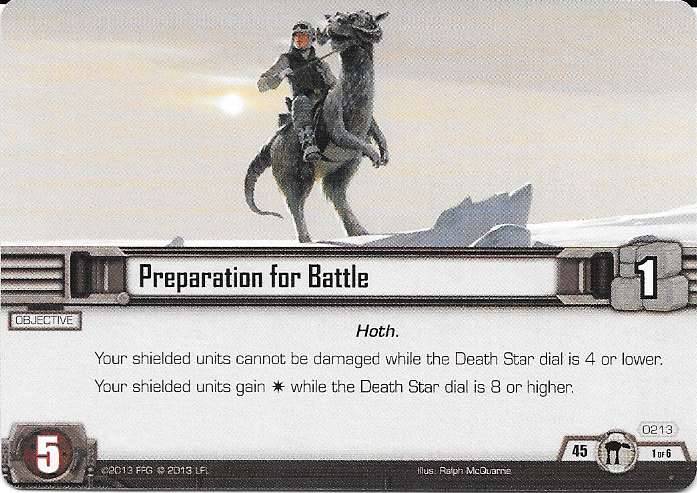 Preparation for Battle
1
OBJECTIVE
Hoth.
Your shielded units cannot be damaged while the Death Star dial is 4 or lower.
Your shielded units gain ✷ while the Death Star dial is 8 or higher.
5
0213
45
1 OF 6
©2013 FFG © 2013 LFL
Illus. Ralph McQuarrie